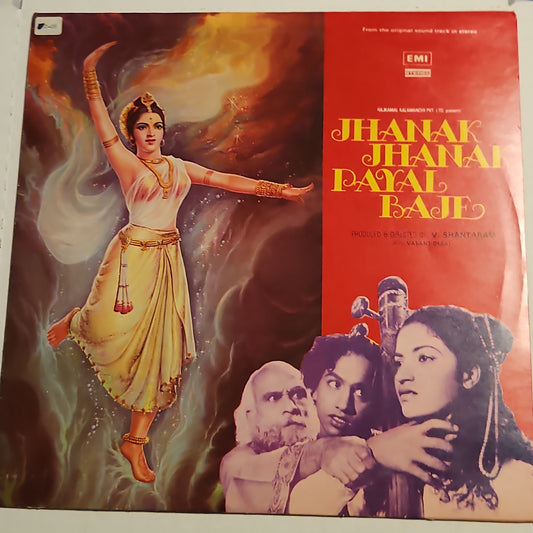 From the original sound track in stereo
EMI
RAJKAMAL KALAMANDIR PVT. LTD. presents
JHANAK
JHANAK
PAYAL
BAJE
PRODUCED & DIRECTED BY V. SHANTARAM
VASANT DESAI